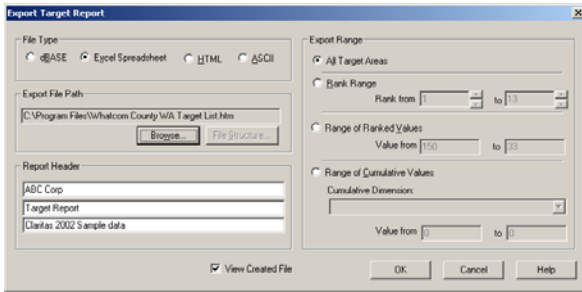 Export Target Report
File Type
dBASE Excel Spreadsheet HTML ASCII
Export File Path
C:\Program Files\Whatcom County WA Target List.htm
Browse... File Structure...
Report Header
ABC Corp
Target Report
Claritas 2002 Sample data
View Created File
Export Range
All Target Areas
Rank Range
Rank from 1 to 13
Range of Ranked Values
Value from 150 to 33
Range of Cumulative Values
Cumulative Dimension:
Value from 0 to 0
OK Cancel Help